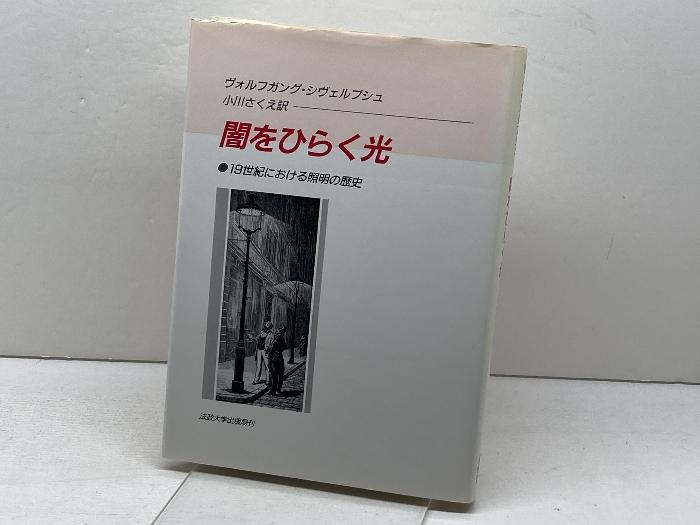 ヴォルフガング・シヴェルブシュ
小川さくえ訳
闇をひらく光
●19世紀における照明の歴史
法政大学出版局刊